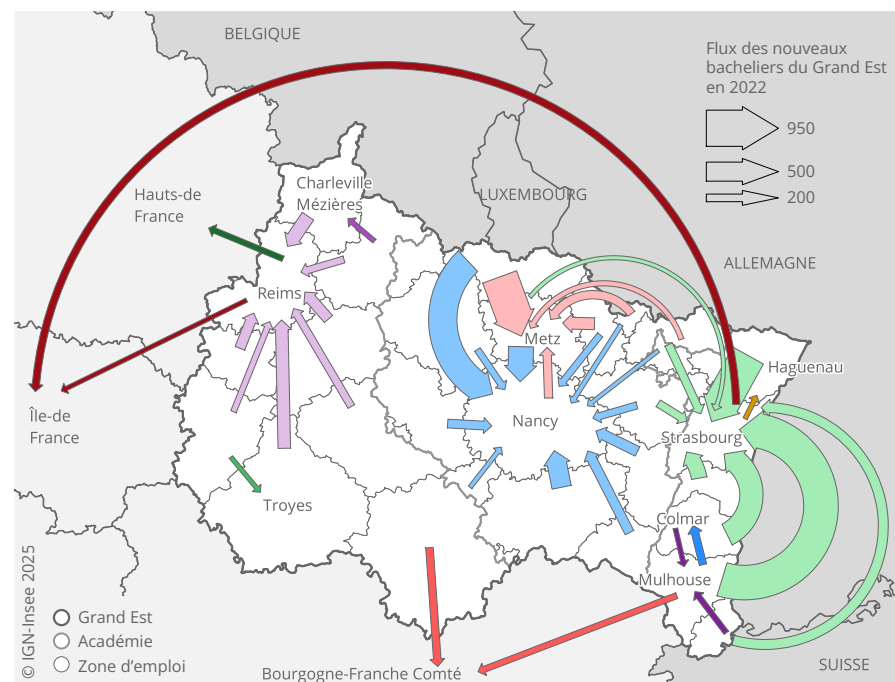 BELGIQUE
Flux des nouveaux
bacheliers du Grand Est
en 2022
950
500
200
Charleville
Mézières
Hauts-de
France
LUXEMBOURG
ALLEMAGNE
Reims
Metz
Haguenau
Île-de
France
Nancy
Strasbourg
Troyes
Colmar
Mulhouse
Grand Est
Académie
Zone d'emploi
Bourgogne-Franche Comté
SUISSE
© IGN-Insee 2025